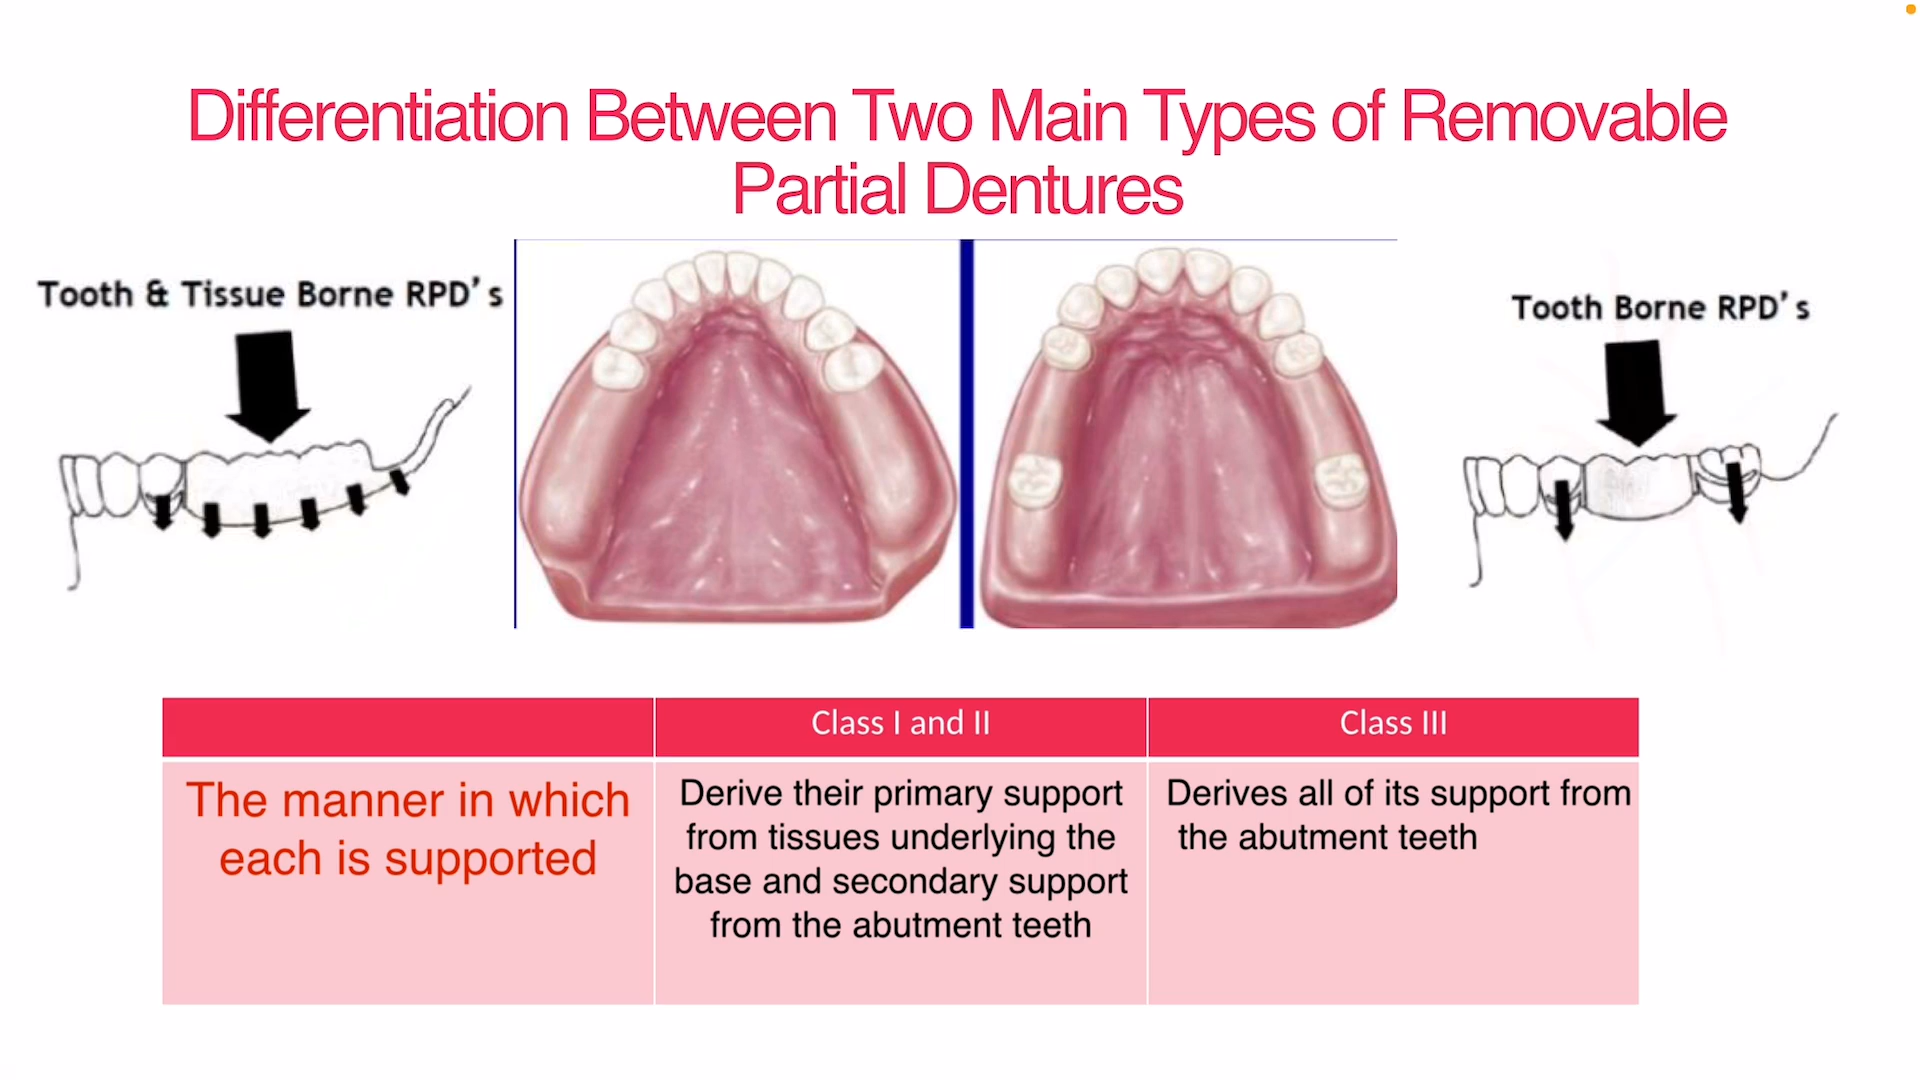 Differentiation Between Two Main Types of Removable
Partial Dentures
Tooth & Tissue Borne RPD's
Tooth Borne RPD's
Class I and II
Class III
The manner in which
each is supported
Derive their primary support
from tissues underlying the
base and secondary support
from the abutment teeth
Derives all of its support from
the abutment teeth